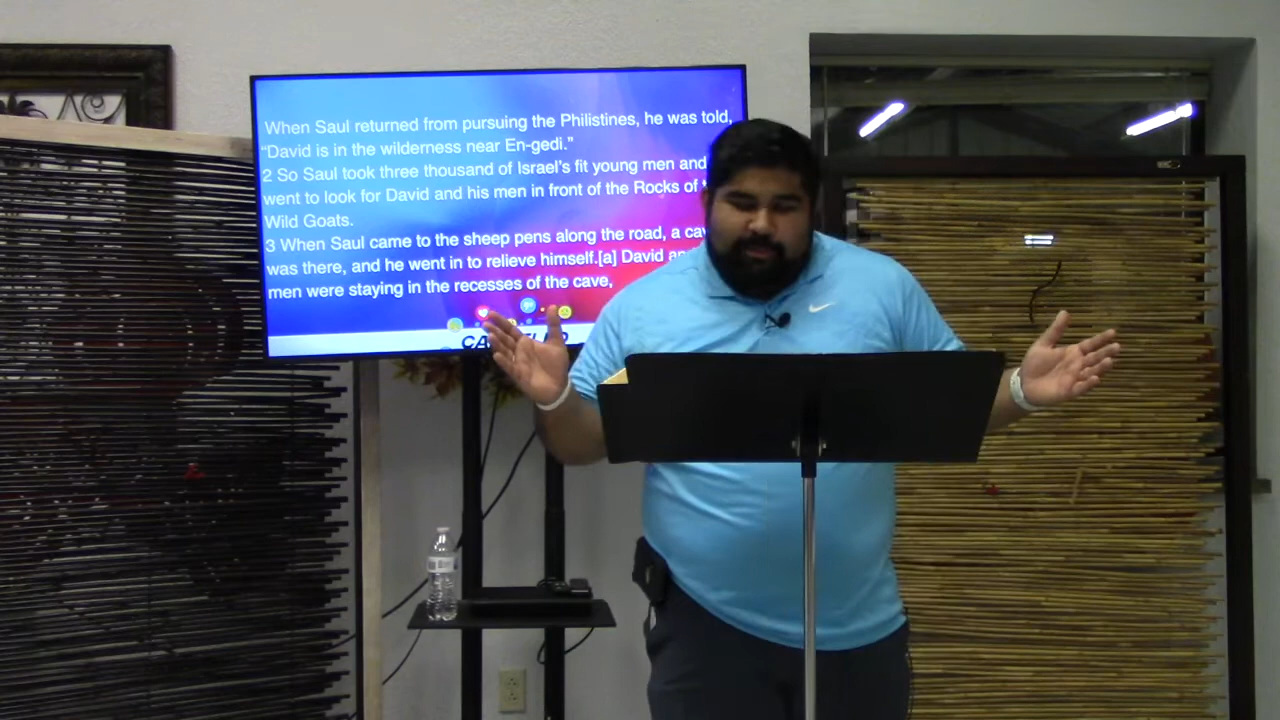 When Saul returned from pursuing the Philistines, he was told,
“David is in the wilderness near En-gedi.”
2 So Saul took three thousand of Israel’s fit young men and
went to look for David and his men in front of the Rocks of
Wild Goats.
3 When Saul came to the sheep pens along the road, a
was there, and he went in to relieve himself.[a] David
men were staying in the recesses of the cave,